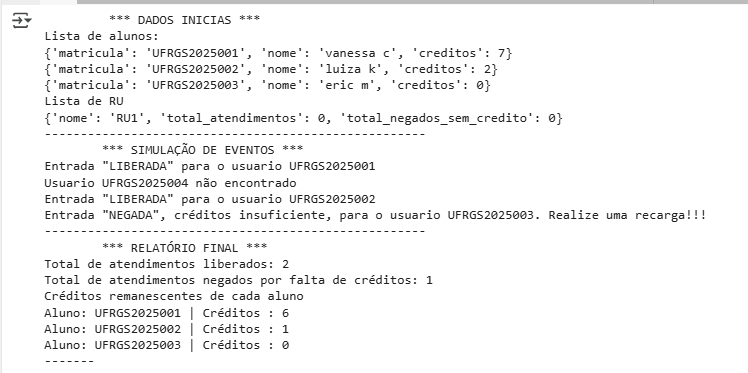 *** DADOS INICIAS ***
Lista de alunos:
{'matricula': 'UFRGS2025001', 'nome': 'vanessa c', 'creditos': 7}
{'matricula': 'UFRGS2025002', 'nome': 'luiza k', 'creditos': 2}
{'matricula': 'UFRGS2025003', 'nome': 'eric m', 'creditos': 0}
Lista de RU
{'nome': 'RU1', 'total_atendimentos': 0, 'total_negados_sem_credito': 0}
-----------------------------------------------------
*** SIMULAÇÃO DE EVENTOS ***
Entrada "LIBERADA" para o usuario UFRGS2025001
Usuario UFRGS2025004 não encontrado
Entrada "LIBERADA" para o usuario UFRGS2025002
Entrada "NEGADA", créditos insuficiente, para o usuario UFRGS2025003. Realize uma recarga!!!
-----------------------------------------------------
*** RELATÓRIO FINAL ***
Total de atendimentos liberados: 2
Total de atendimentos negados por falta de créditos: 1
Créditos remanescentes de cada aluno
Aluno: UFRGS2025001 | Créditos : 6
Aluno: UFRGS2025002 | Créditos : 1
Aluno: UFRGS2025003 | Créditos : 0
-------